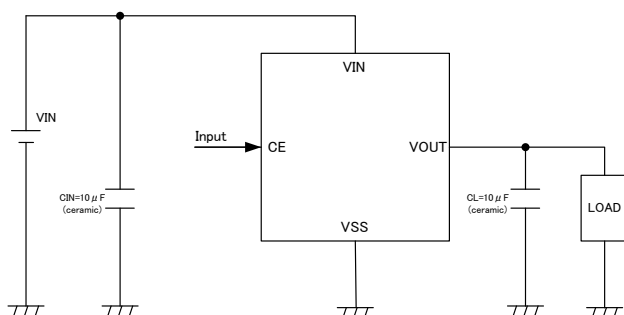 VIN
VIN
Input
CE
VOUT
CIN=10μF
(ceramic)
CL=10μF
(ceramic)
LOAD
VSS